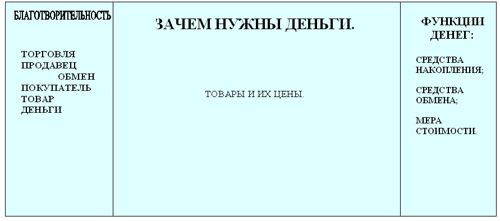 БЛАГОТВОРИТЕЛЬНОСТЬ
ТОРГОВЛЯ
ПРОДАВЕЦ
ОБМЕН
ПОКУПАТЕЛЬ
ТОВАР
ДЕНЬГИ
ЗАЧЕМ НУЖНЫ ДЕНЬГИ.
ТОВАРЫ И ИХ ЦЕНЫ.
ФУНКЦИИ
ДЕНЕГ:
СРЕДСТВА
НАКОПЛЕНИЯ;
СРЕДСТВА
ОБМЕНА;
МЕРА
СТОИМОСТИ.